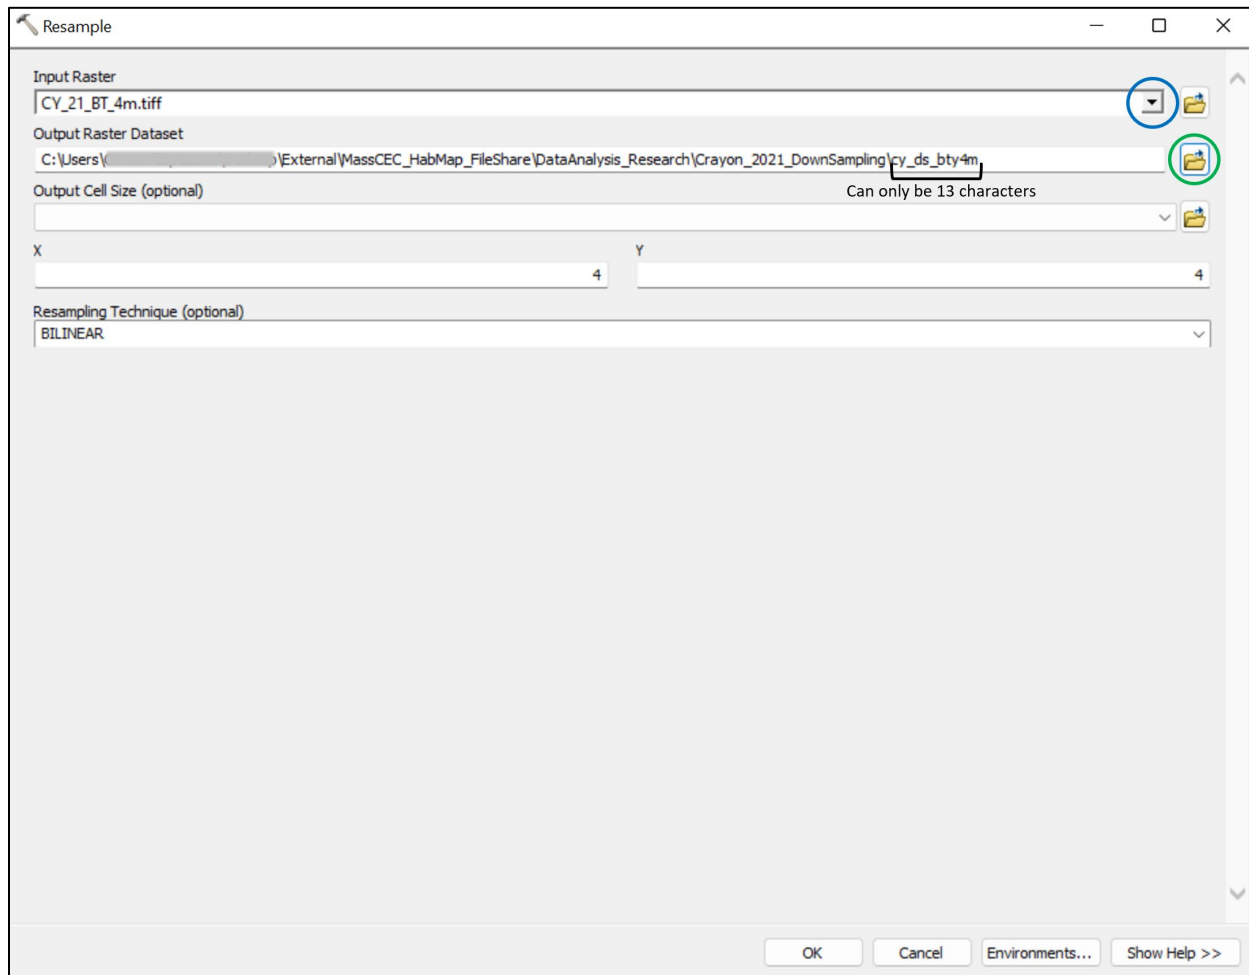 Resample
Input Raster
CY_21_BT_4m.tiff
Output Raster Dataset
C:\Users\ \External\MassCEC_HabMap_FileShare\DataAnalysis_Research\Crayon_2021_DownSampling\cy_ds_bty4m
Output Cell Size (optional)
Can only be 13 characters
X Y
4 4
Resampling Technique (optional)
BILINEAR
OK Cancel Environments... Show Help >>